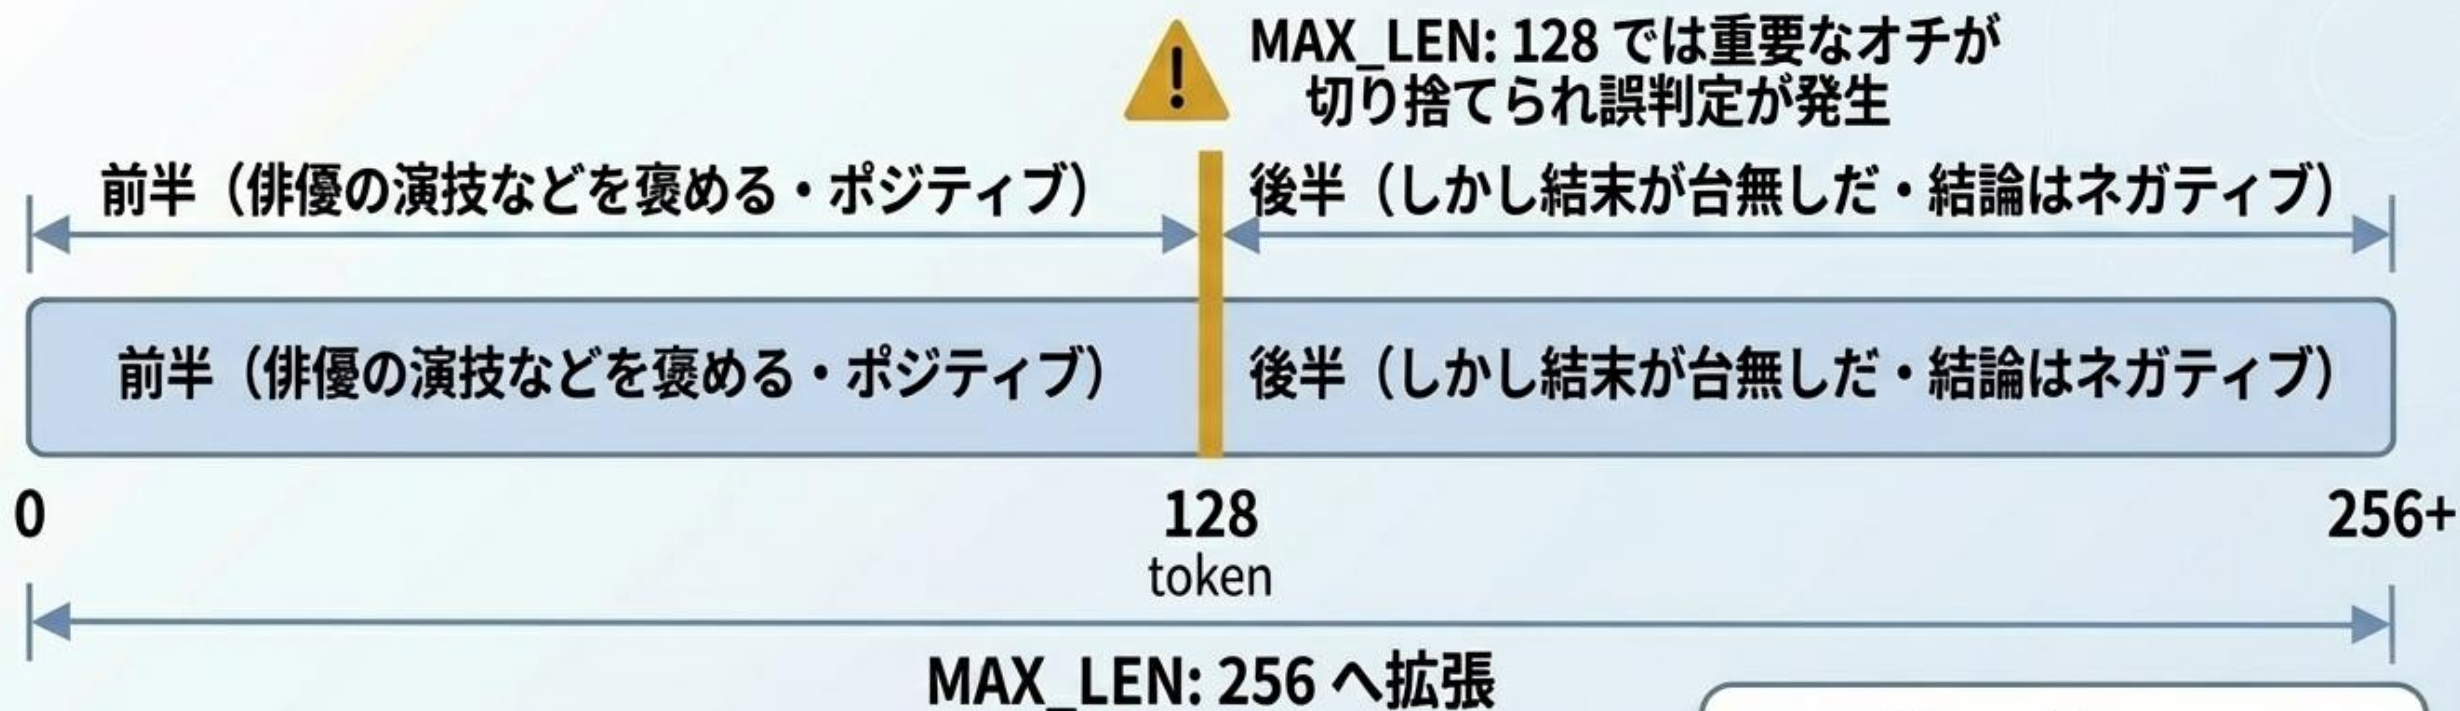 MAX_LEN: 128 では重要なオチが
切り捨てられ誤判定が発生
前半（俳優の演技などを褒める・ポジティブ）
後半（しかし結末が台無しだ・結論はネガティブ）
前半（俳優の演技などを褒める・ポジティブ）
後半（しかし結末が台無しだ・結論はネガティブ）
0
128
256+
token
MAX_LEN: 256 へ拡張